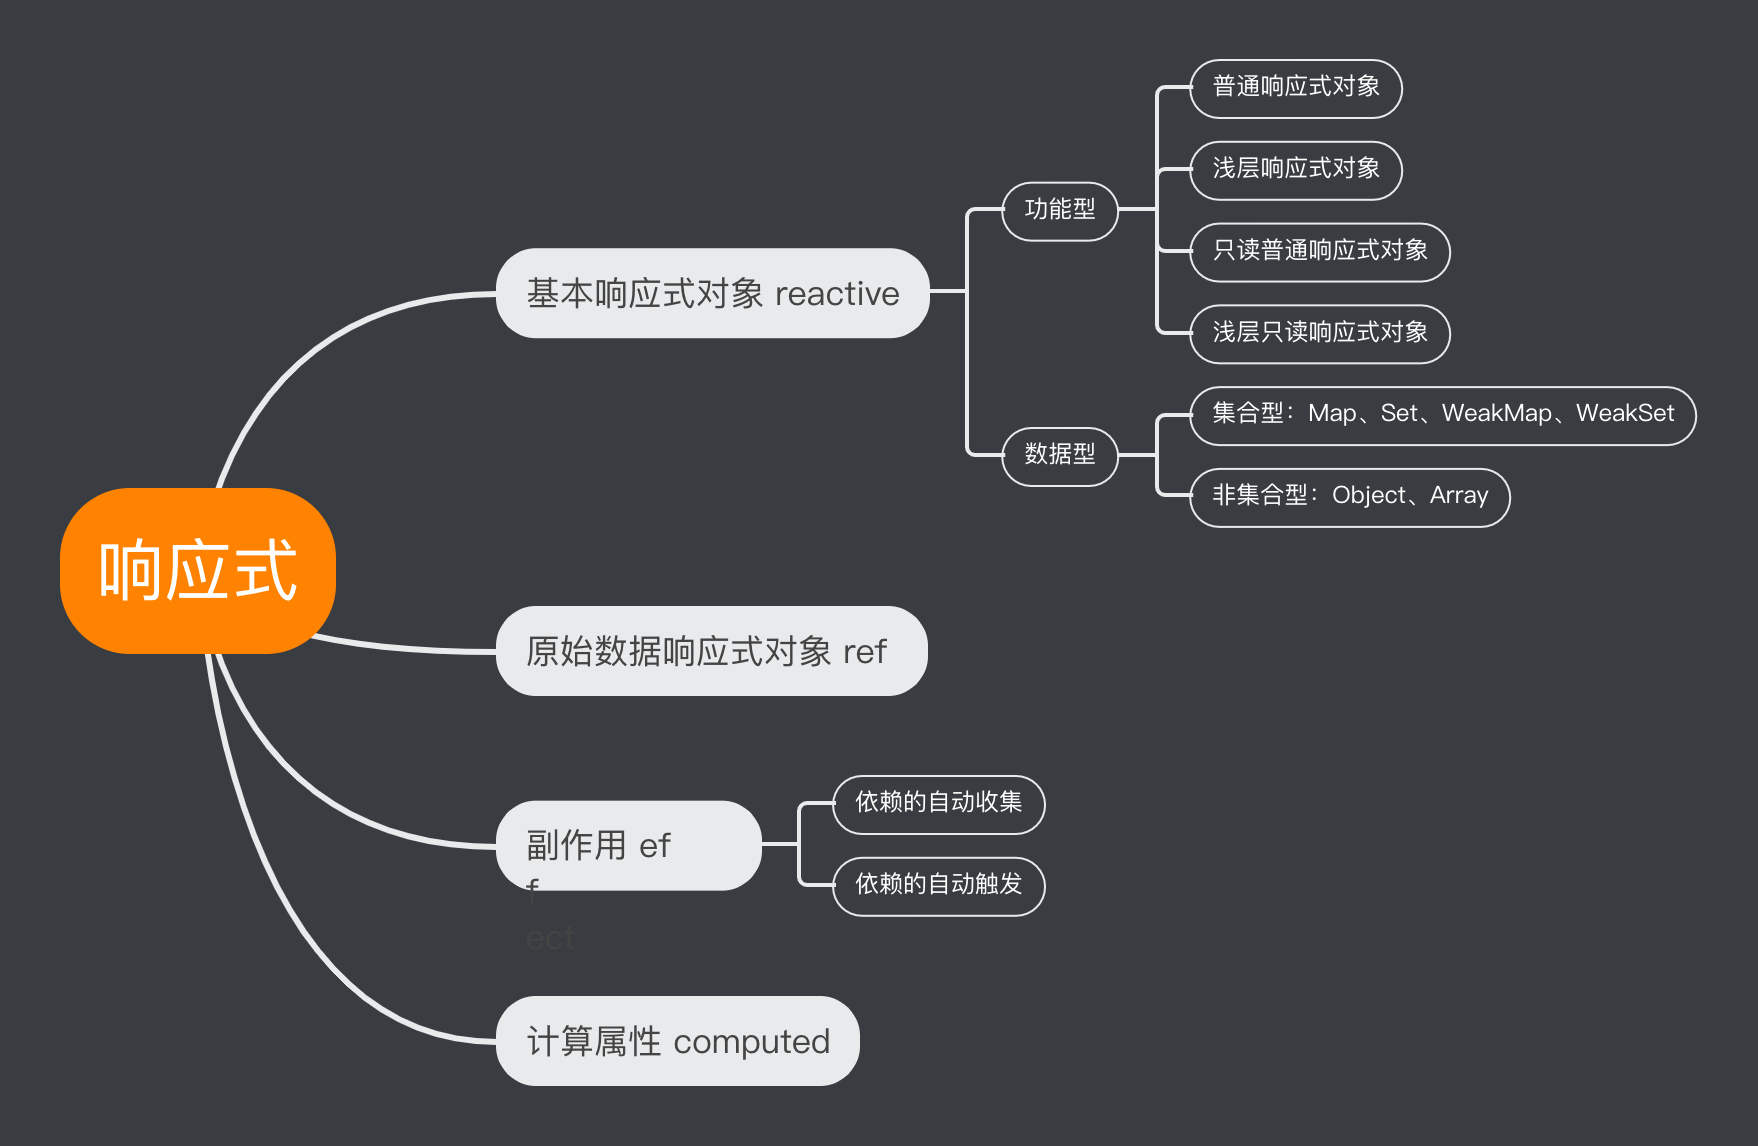 响应式
基本响应式对象 reactive
功能型
普通响应式对象
浅层响应式对象
只读普通响应式对象
浅层只读响应式对象
数据型
集合型：Map、Set、WeakMap、WeakSet
非集合型：Object、Array
原始数据响应式对象 ref
副作用 ef
f
ect
依赖的自动收集
依赖的自动触发
计算属性 computed